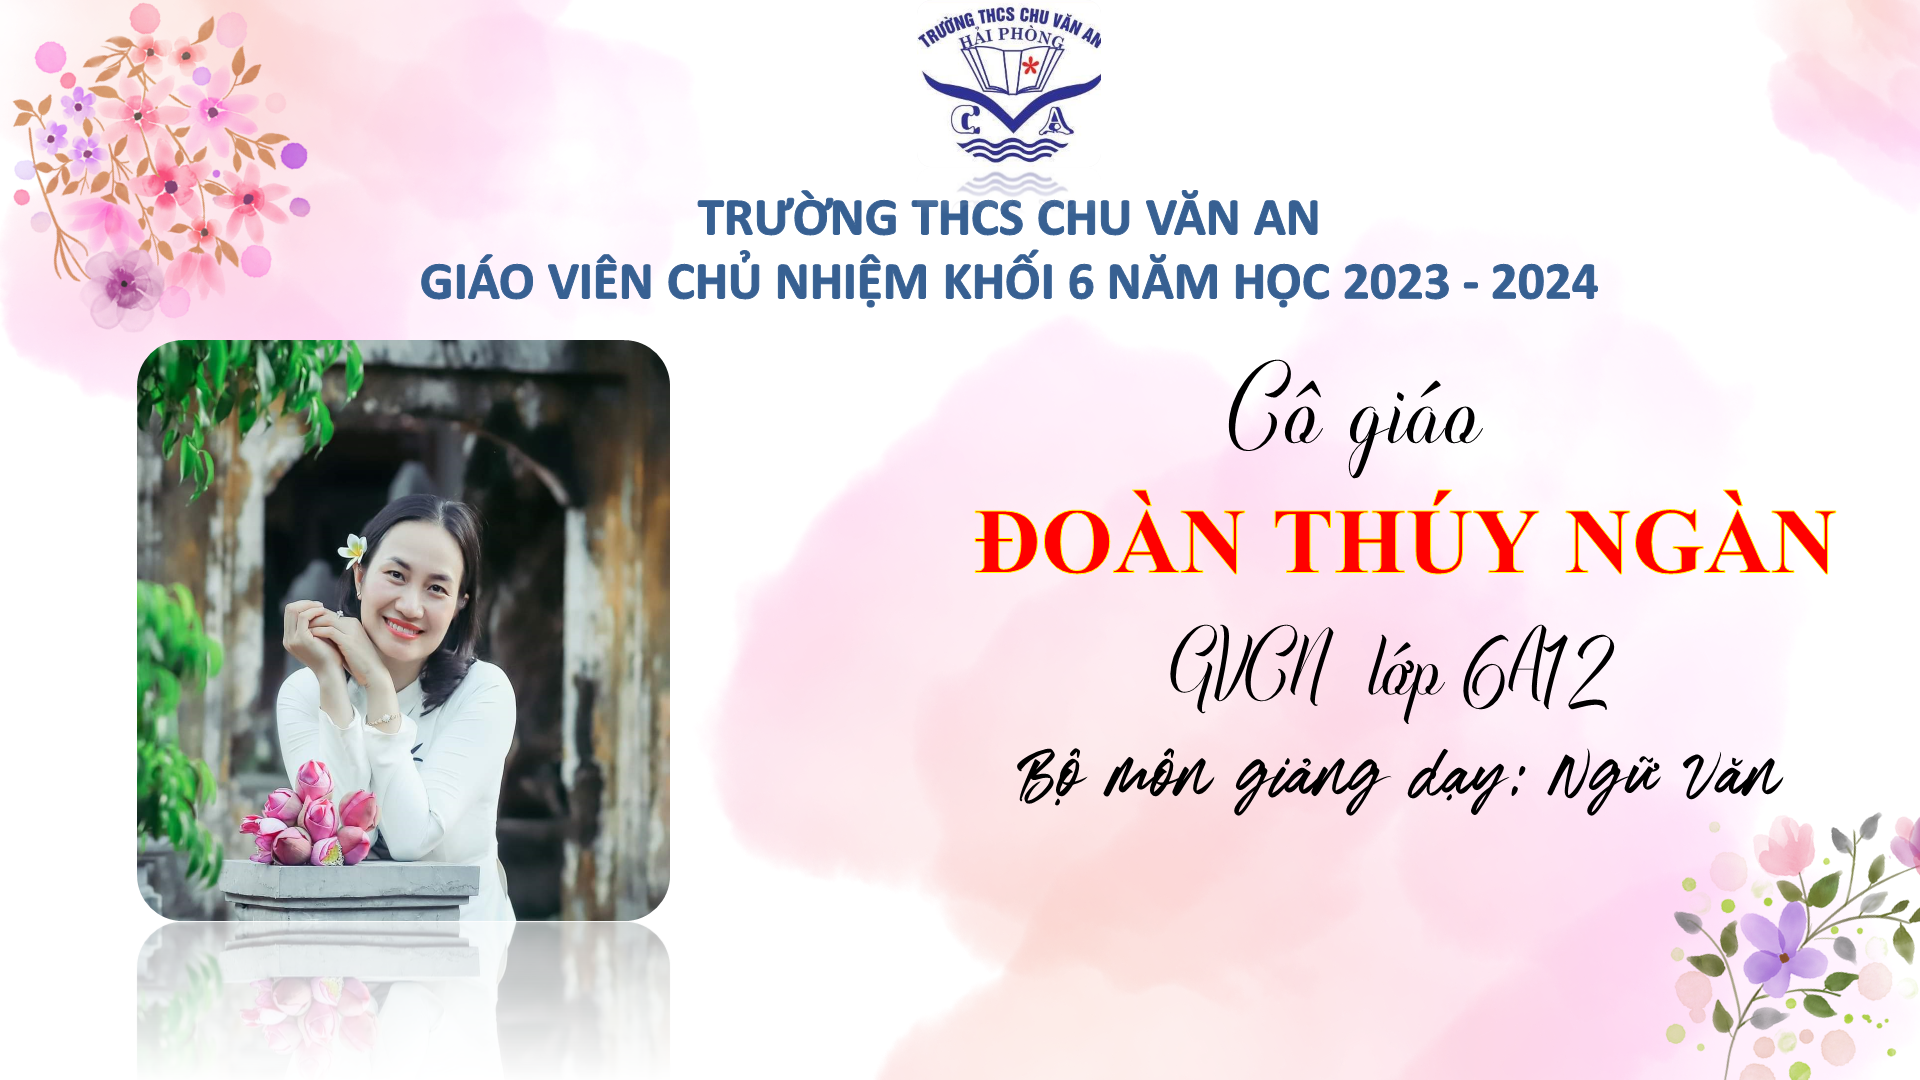 TRƯỜNG THCS CHU VĂN AN
HẢI PHÒNG
C A
TRƯỜNG THCS CHU VĂN AN
GIÁO VIÊN CHỦ NHIỆM KHỐI 6 NĂM HỌC 2023 - 2024
Cô giáo
ĐOÀN THÚY NGÀN
GVCN lớp 6A12
Bộ môn giảng dạy: Ngữ Văn